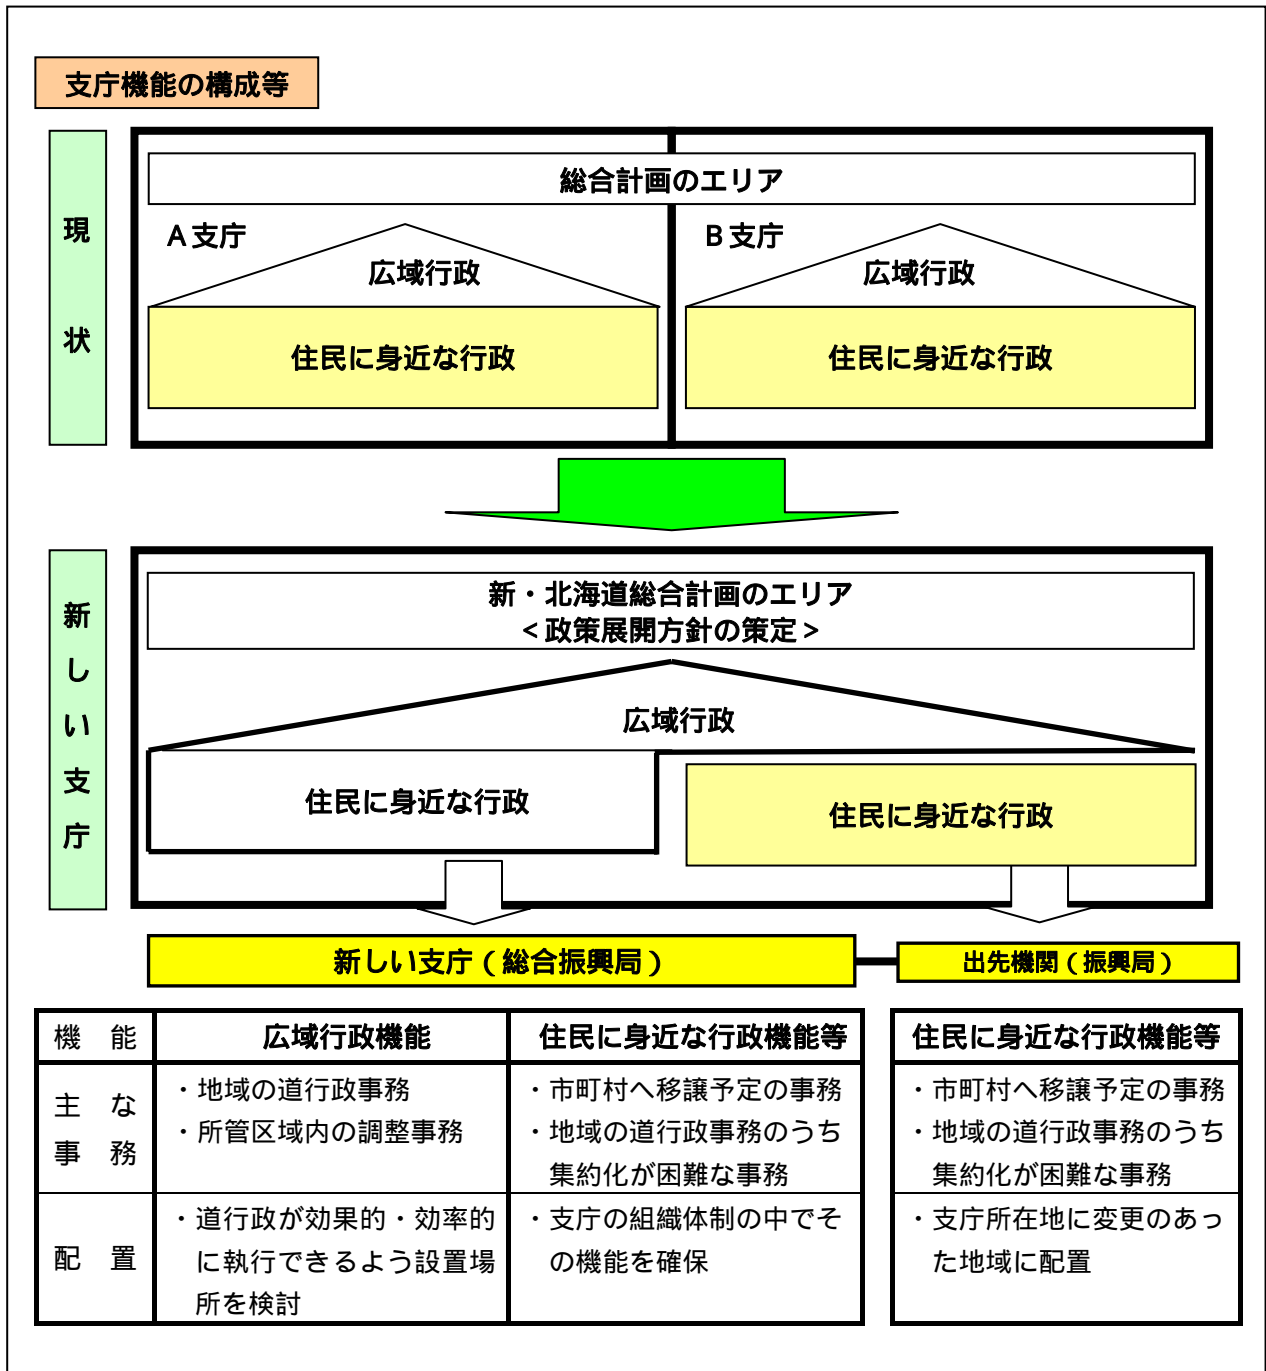 支庁機能の構成等
現状
総合計画のエリア
A支庁
広域行政
住民に身近な行政
B支庁
広域行政
住民に身近な行政
新しい支庁
新・北海道総合計画のエリア
<政策展開方針の策定>
広域行政
住民に身近な行政
住民に身近な行政
新しい支庁(総合振興局)
出先機関(振興局)
機 能
広域行政機能
住民に身近な行政機能等
住民に身近な行政機能等
主 な
事 務
・地域の道行政事務
・所管区域内の調整事務
・市町村へ移譲予定の事務
・地域の道行政事務のうち
集約化が困難な事務
・市町村へ移譲予定の事務
・地域の道行政事務のうち
集約化が困難な事務
配 置
・道行政が効果的・効率的
に執行できるよう設置場
所を検討
・支庁の組織体制の中でそ
の機能を確保
・支庁所在地に変更のあっ
た地域に配置